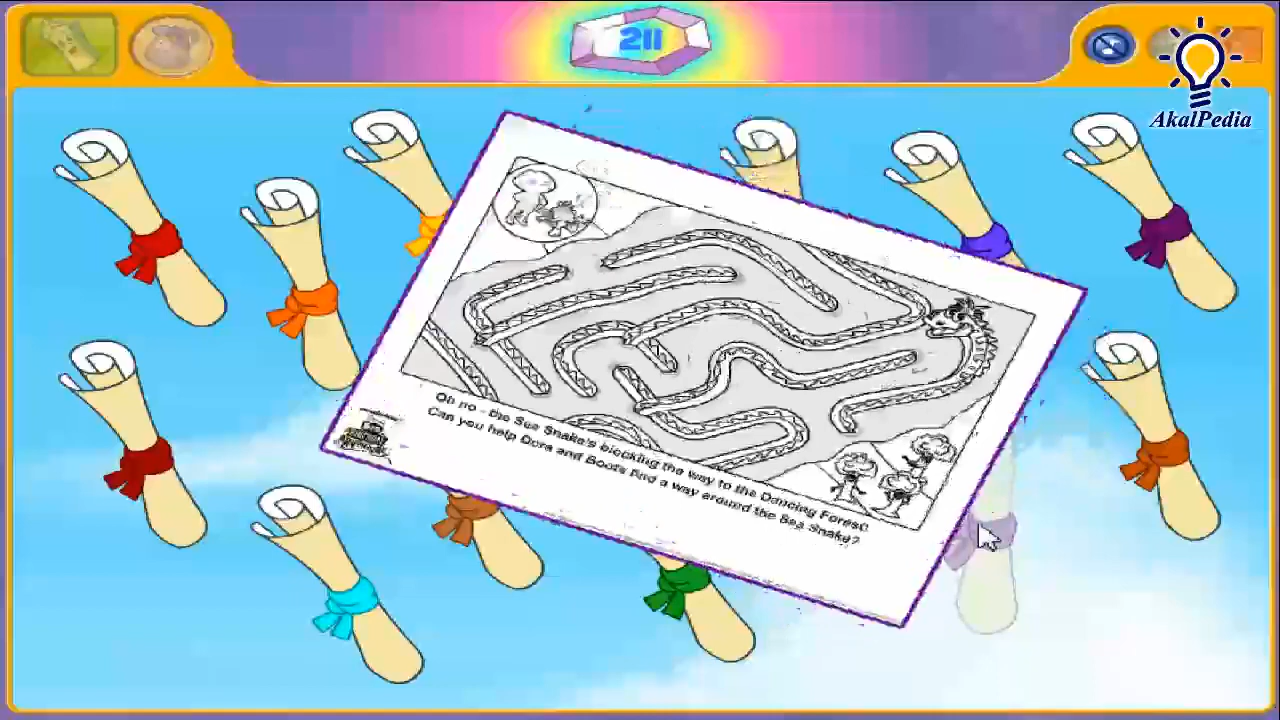 211
AkalPedia
Oh no - the Sea Snake's blocking the way to the Dancing Forest!
Can you help Dora and Boots find a way around the Sea Snake?